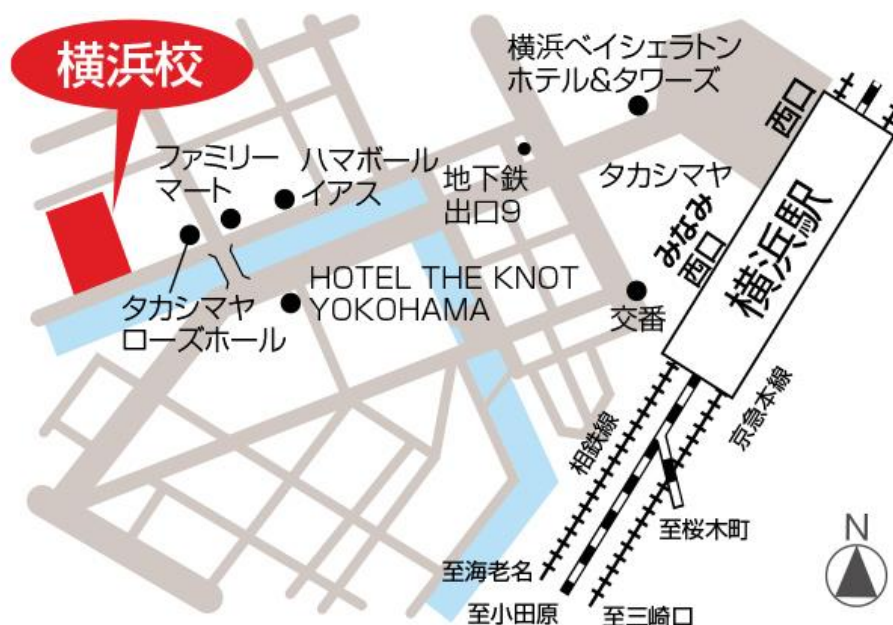 横浜校
横浜ベイシェラトン
ホテル&タワーズ
西口
ファミリー
マート
ハマボール
イアス
地下鉄
出口9
タカシマヤ
みなみ
西口
横浜駅
タカシマヤ
ローズホール
HOTEL THE KNOT
YOKOHAMA
交番
相鉄線
京急本線
至桜木町
至海老名
至小田原
至三崎口
N